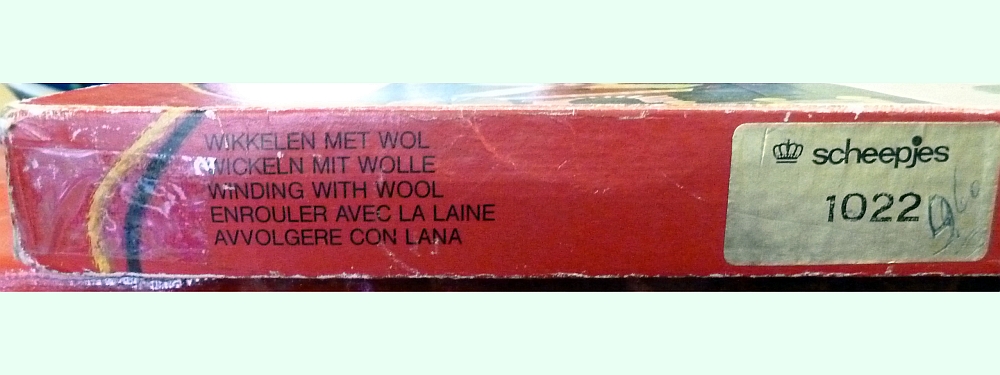 WIKKELEN MET WOL
WICKELN MIT WOLLE
WINDING WITH WOOL
ENROULER AVEC LA LAINE
AVVOLGERE CON LANA
scheepjes
1022